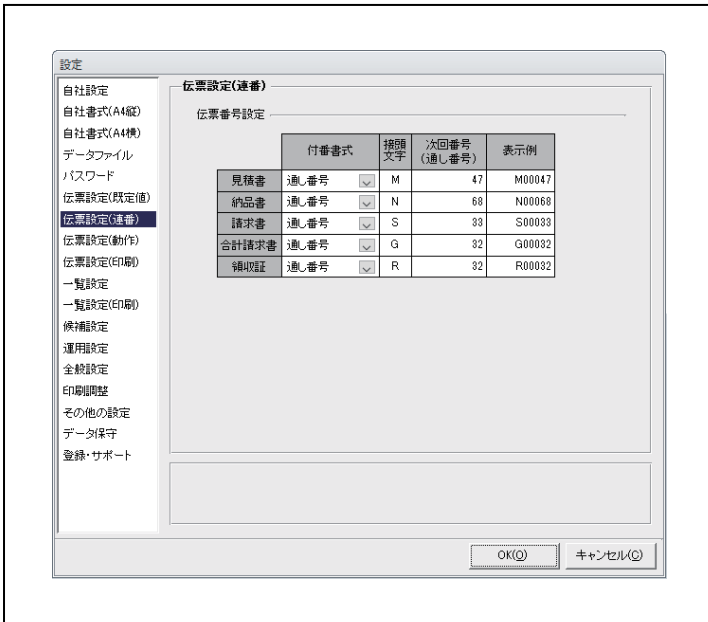 設定
自社設定
自社書式(A4縦)
自社書式(A4横)
データファイル
パスワード
伝票設定(既定値)
伝票設定(連番)
伝票設定(動作)
伝票設定(印刷)
一覧設定
一覧設定(印刷)
候補設定
運用設定
全般設定
印刷調整
その他の設定
データ保守
登録・サポート
伝票設定(連番)
伝票番号設定
付番書式 接頭文字 次回番号(通し番号) 表示例
見積書 通し番号 M 47 M00047
納品書 通し番号 N 68 N00068
請求書 通し番号 S 33 S00033
合計請求書 通し番号 G 32 G00032
領収証 通し番号 R 32 R00032
OK(O) キャンセル(C)